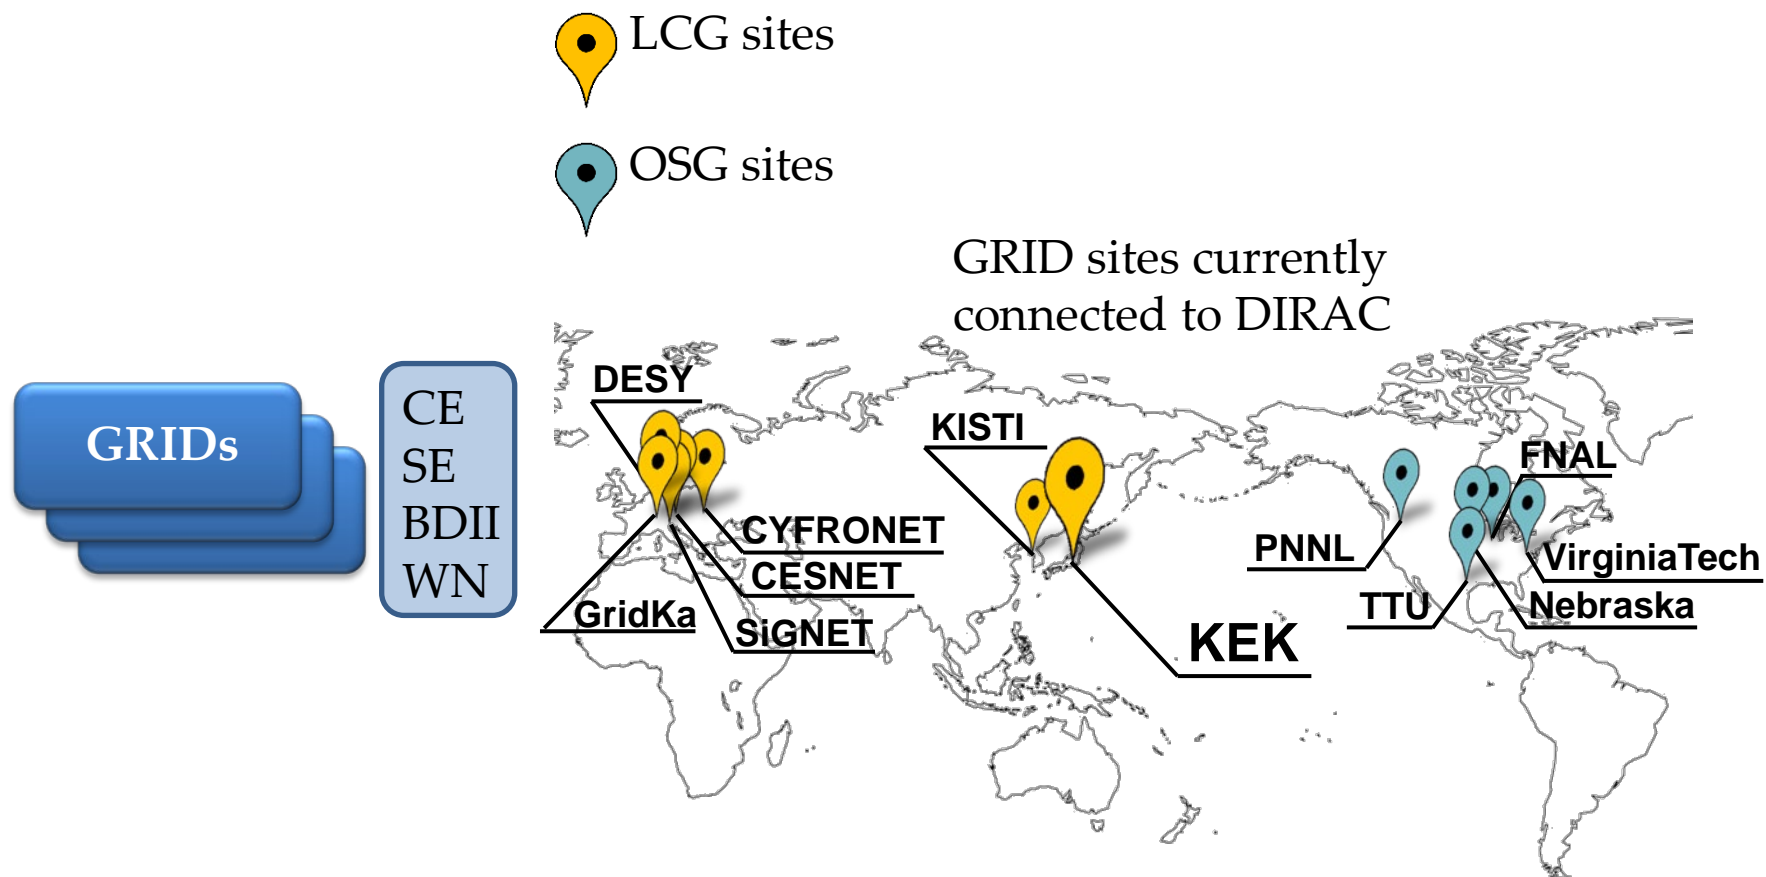 LCG sites
OSG sites
GRID sites currently
connected to DIRAC
GRIDs
CE
SE
BDII
WN
DESY
KISTI
FNAL
CYFRONET
PNNL
VirginiaTech
CESNET
GridKa
TTU
Nebraska
SiGNET
KEK